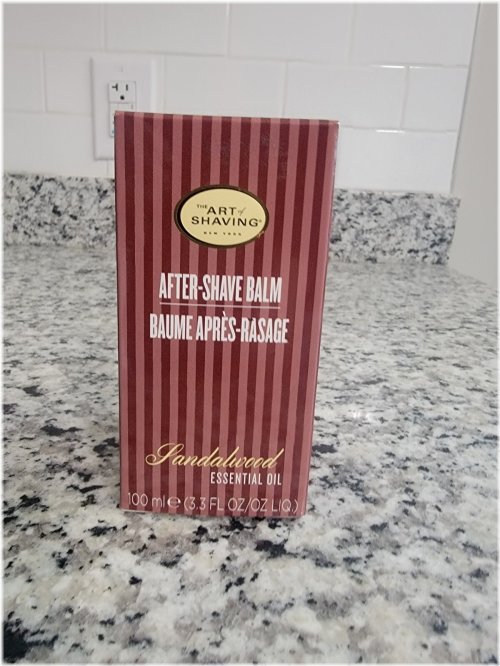 THE ART of
SHAVING®
NEW YORK
AFTER-SHAVE BALM
BAUME APRÈS-RASAGE
Sandalwood
ESSENTIAL OIL
100 ml ℮ (3.3 FL OZ/OZ LIQ.)